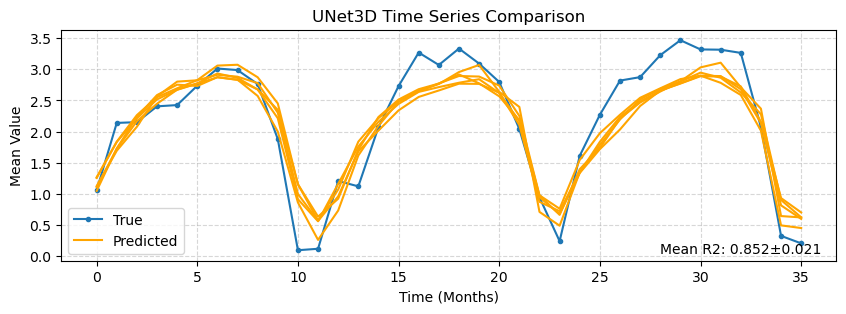 UNet3D Time Series Comparison
Mean Value
3.5
3.0
2.5
2.0
1.5
1.0
0.5
0.0
True
Predicted
Mean R2: 0.852±0.021
0
5
10
15
20
25
30
35
Time (Months)